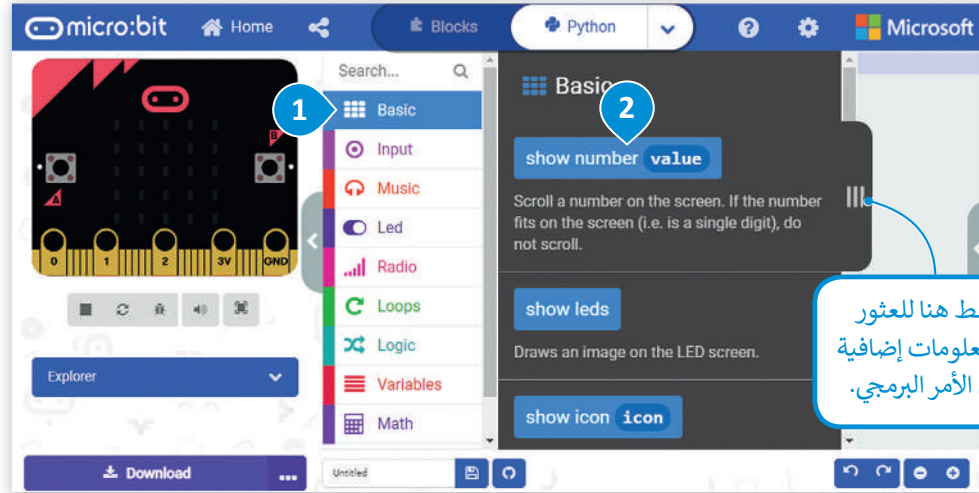 micro:bit
Home
Blocks
Python
Microsoft
Search...
1
Basic
Input
Music
Led
Radio
Loops
Logic
Variables
Math
A
B
0 1 2 3V GND
Explorer
Download
Untitled
Basic
2
show number value
Scroll a number on the screen. If the number
fits on the screen (i.e. is a single digit), do
not scroll.
show leds
Draws an image on the LED screen.
show icon icon
هنا للعثور
إضافية
الأمر البرمجي.